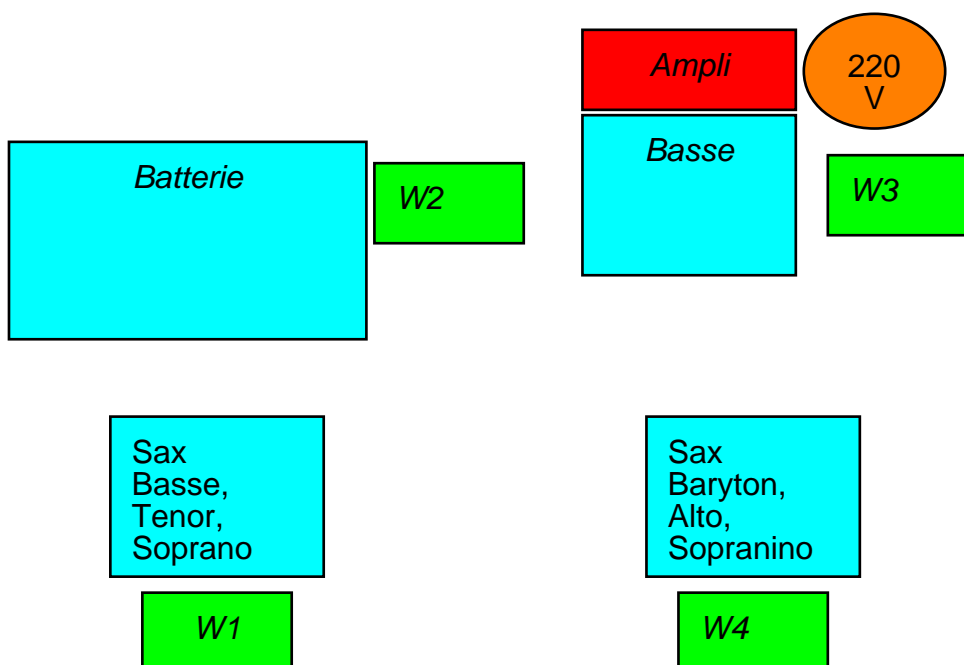 Ampli
220
V
Batterie
W2
Basse
W3
Sax
Basse,
Tenor,
Soprano
Sax
Baryton,
Alto,
Sopranino
W1
W4